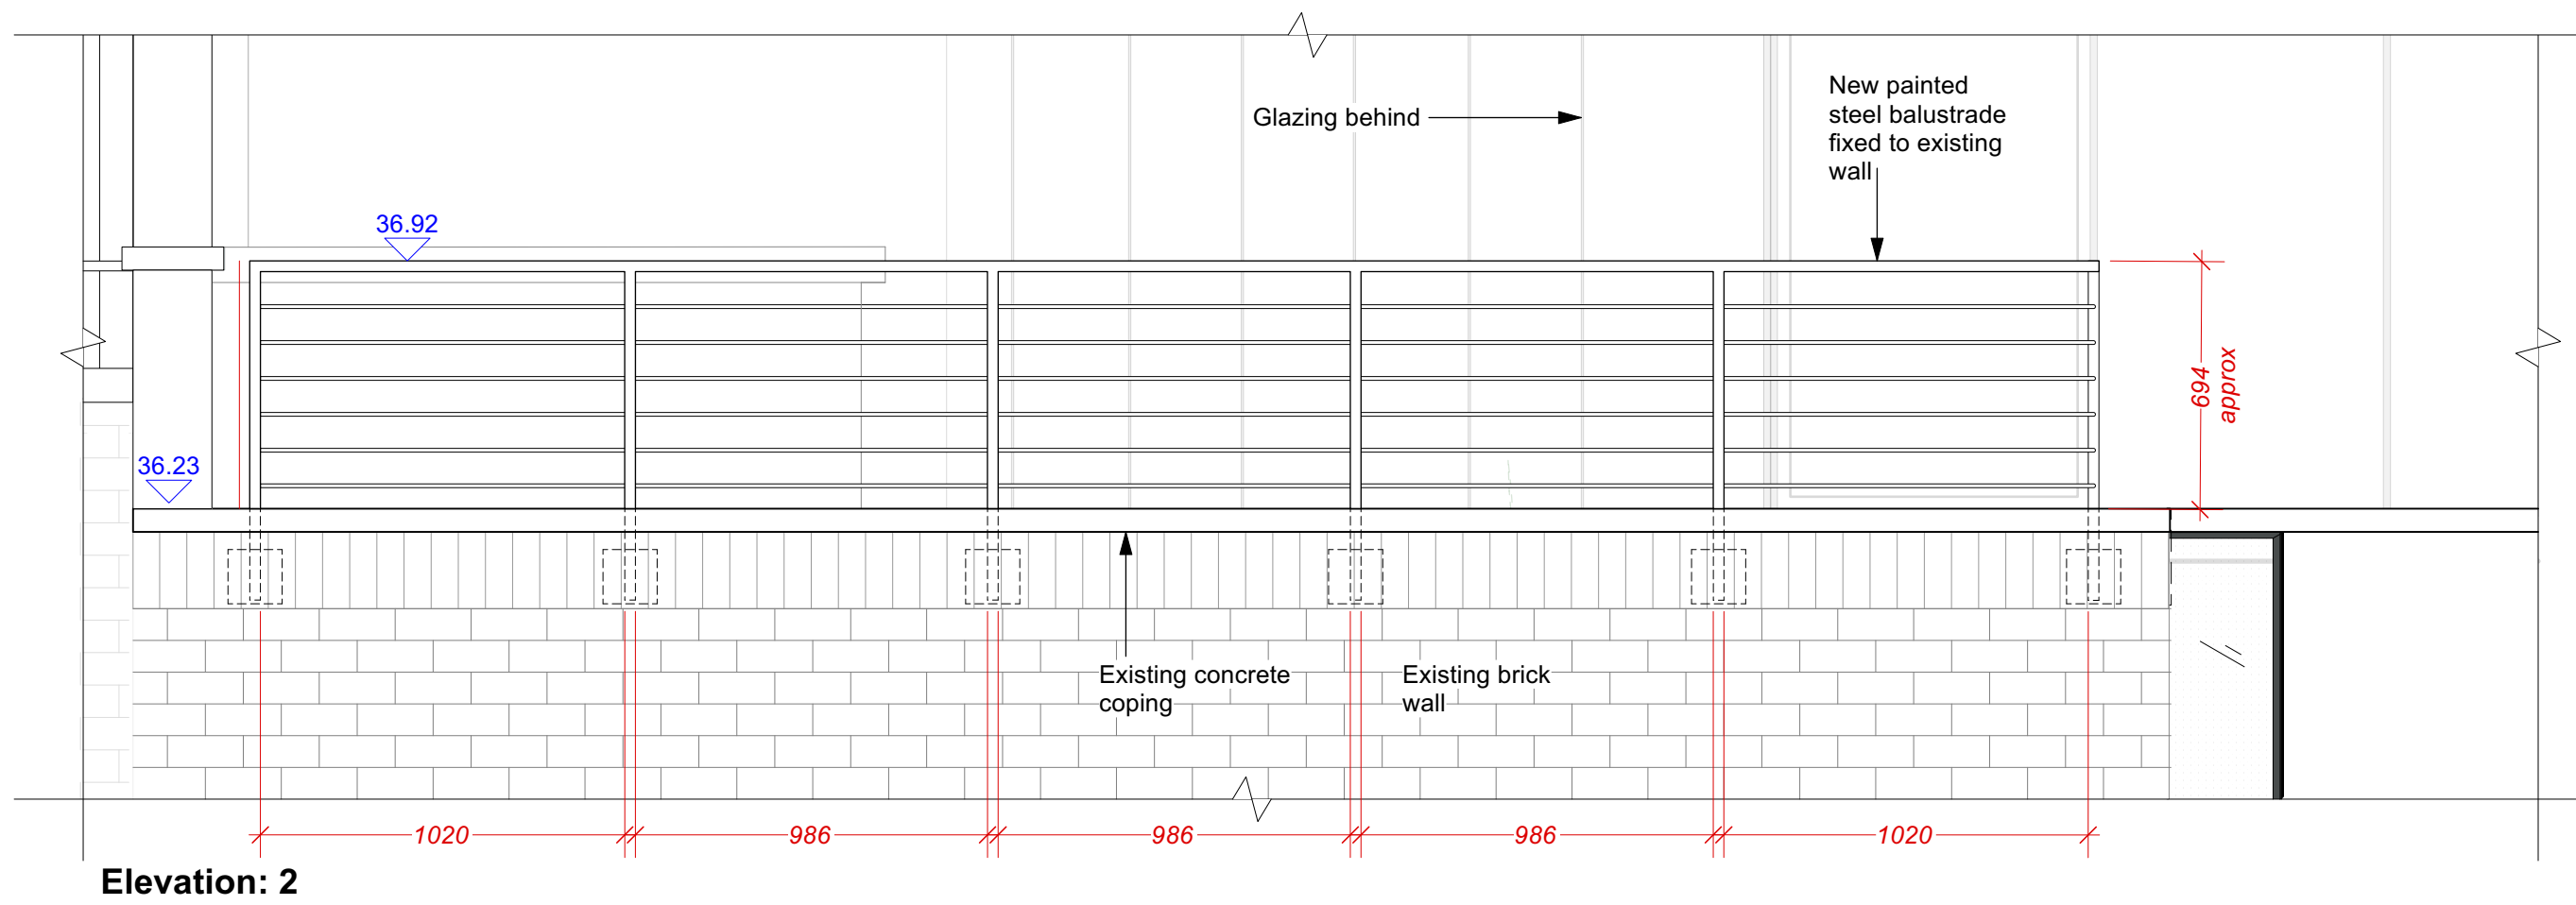 Glazing behind
New painted
steel balustrade
fixed to existing
wall
36.92
36.23
694
approx
Existing concrete
coping
Existing brick
wall
1020
986
986
986
1020
Elevation: 2